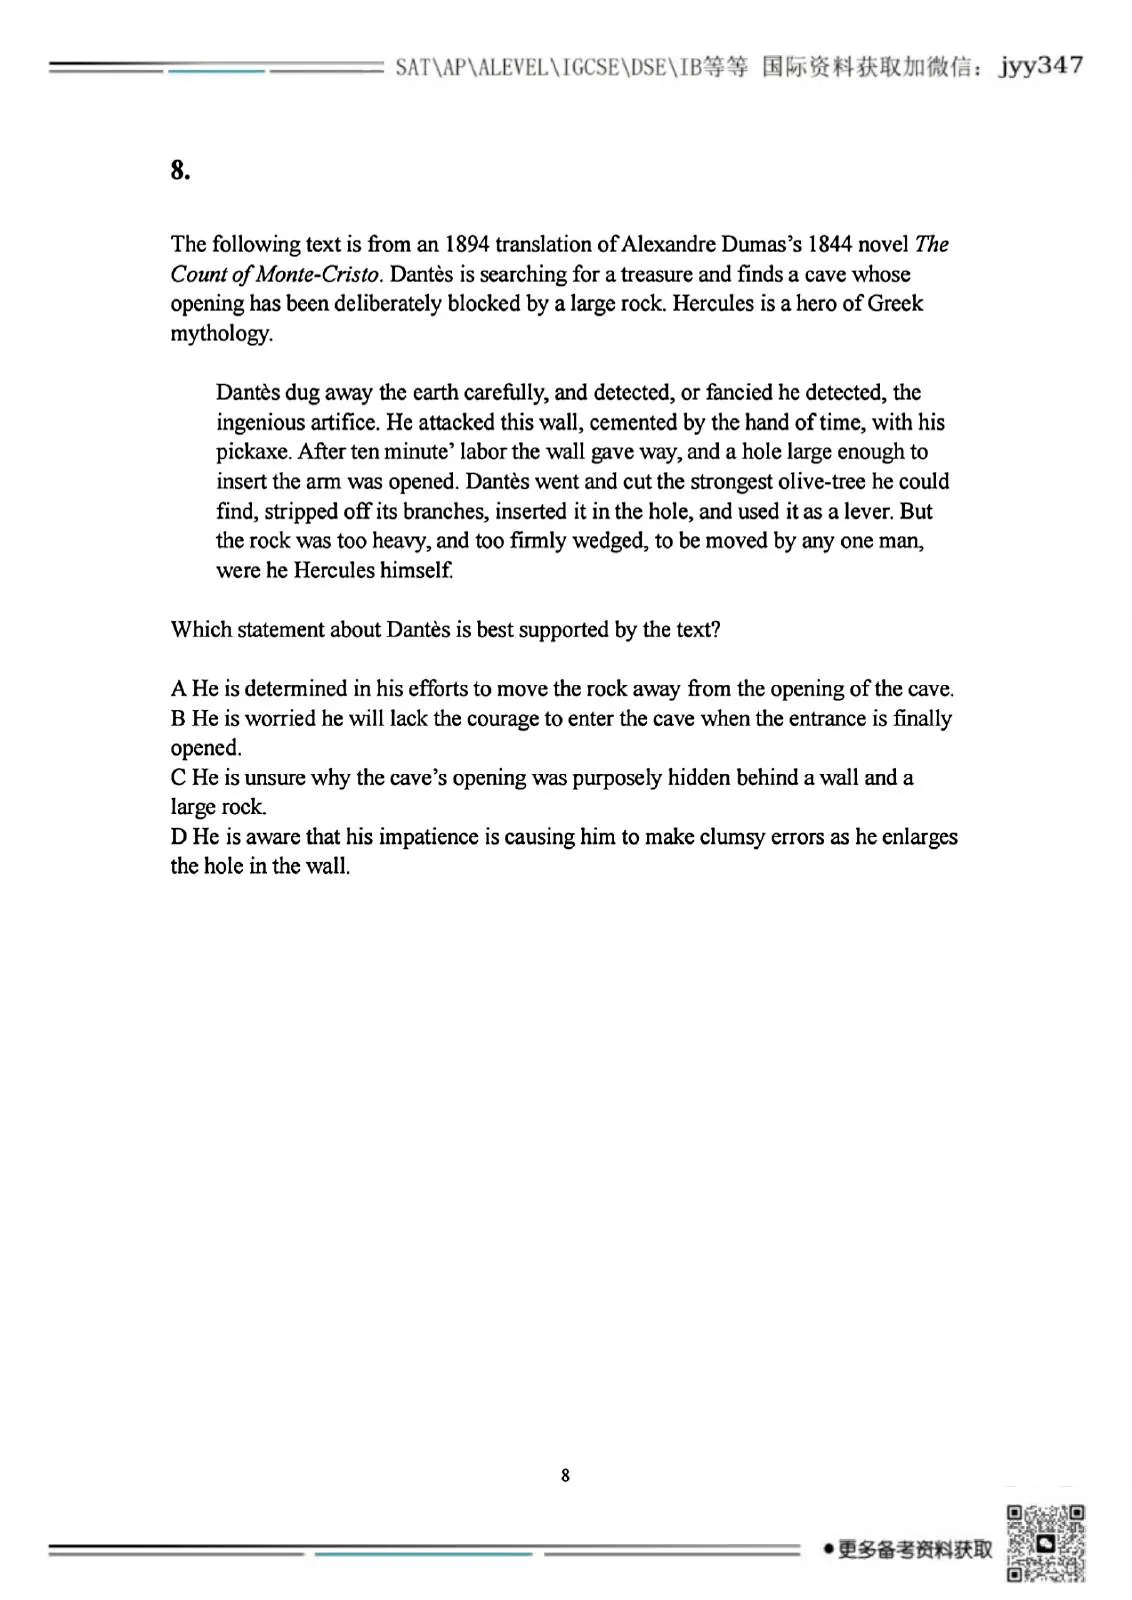 SAT\AP\ALEVEL\IGCSE\DSE\IB等等 国际资料获取加微信：jyy347
8.
The following text is from an 1894 translation of Alexandre Dumas’s 1844 novel The
Count of Monte-Cristo. Dantès is searching for a treasure and finds a cave whose
opening has been deliberately blocked by a large rock. Hercules is a hero of Greek
mythology.
Dantès dug away the earth carefully, and detected, or fancied he detected, the
ingenious artifice. He attacked this wall, cemented by the hand of time, with his
pickaxe. After ten minute’ labor the wall gave way, and a hole large enough to
insert the arm was opened. Dantès went and cut the strongest olive-tree he could
find, stripped off its branches, inserted it in the hole, and used it as a lever. But
the rock was too heavy, and too firmly wedged, to be moved by any one man,
were he Hercules himself.
Which statement about Dantès is best supported by the text?
A He is determined in his efforts to move the rock away from the opening of the cave.
B He is worried he will lack the courage to enter the cave when the entrance is finally
opened.
C He is unsure why the cave’s opening was purposely hidden behind a wall and a
large rock.
D He is aware that his impatience is causing him to make clumsy errors as he enlarges
the hole in the wall.
8
●更多备考资料获取